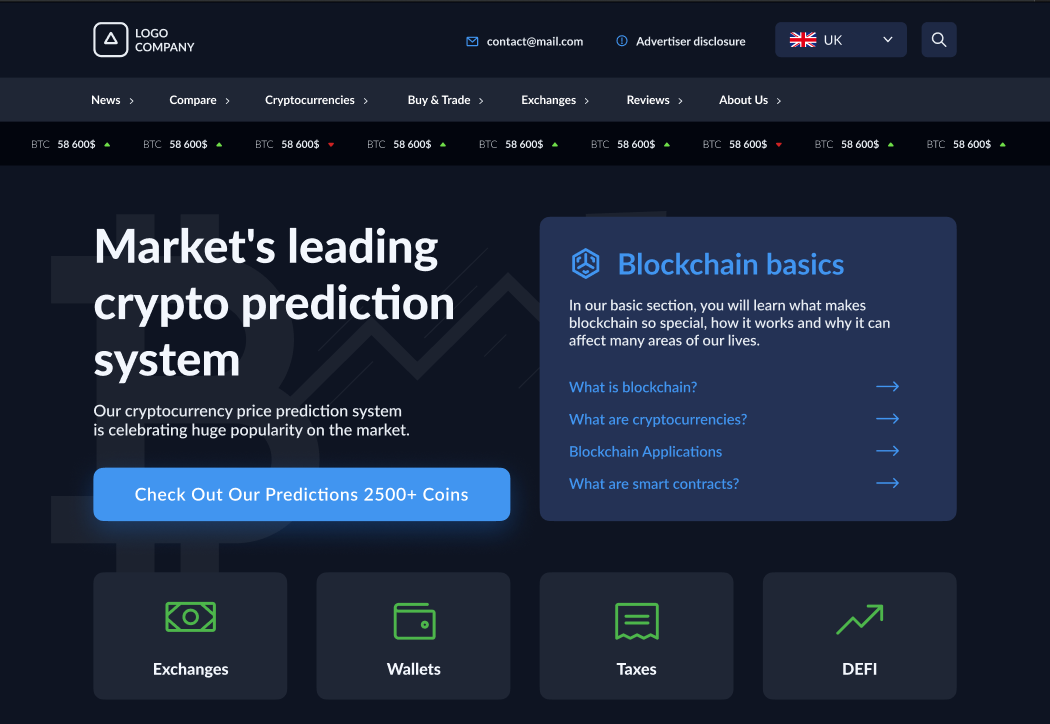 LOGO
COMPANY
contact@mail.com
Advertiser disclosure
UK
News
Compare
Cryptocurrencies
Buy & Trade
Exchanges
Reviews
About Us
BTC 58 600$
BTC 58 600$
BTC 58 600$
BTC 58 600$
BTC 58 600$
BTC 58 600$
BTC 58 600$
BTC 58 600$
BTC 58 600$
Market's leading
crypto prediction
system
Our cryptocurrency price prediction system
is celebrating huge popularity on the market.
Check Out Our Predictions 2500+ Coins
Blockchain basics
In our basic section, you will learn what makes
blockchain so special, how it works and why it can
affect many areas of our lives.
What is blockchain?
What are cryptocurrencies?
Blockchain Applications
What are smart contracts?
Exchanges
Wallets
Taxes
DEFI